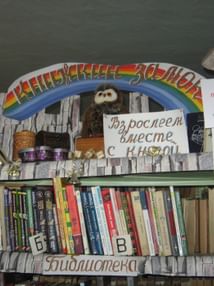 КНИЖКИН ЗАМОК
Взрослеем
вместе
с книгой
Б
В
Библиотека